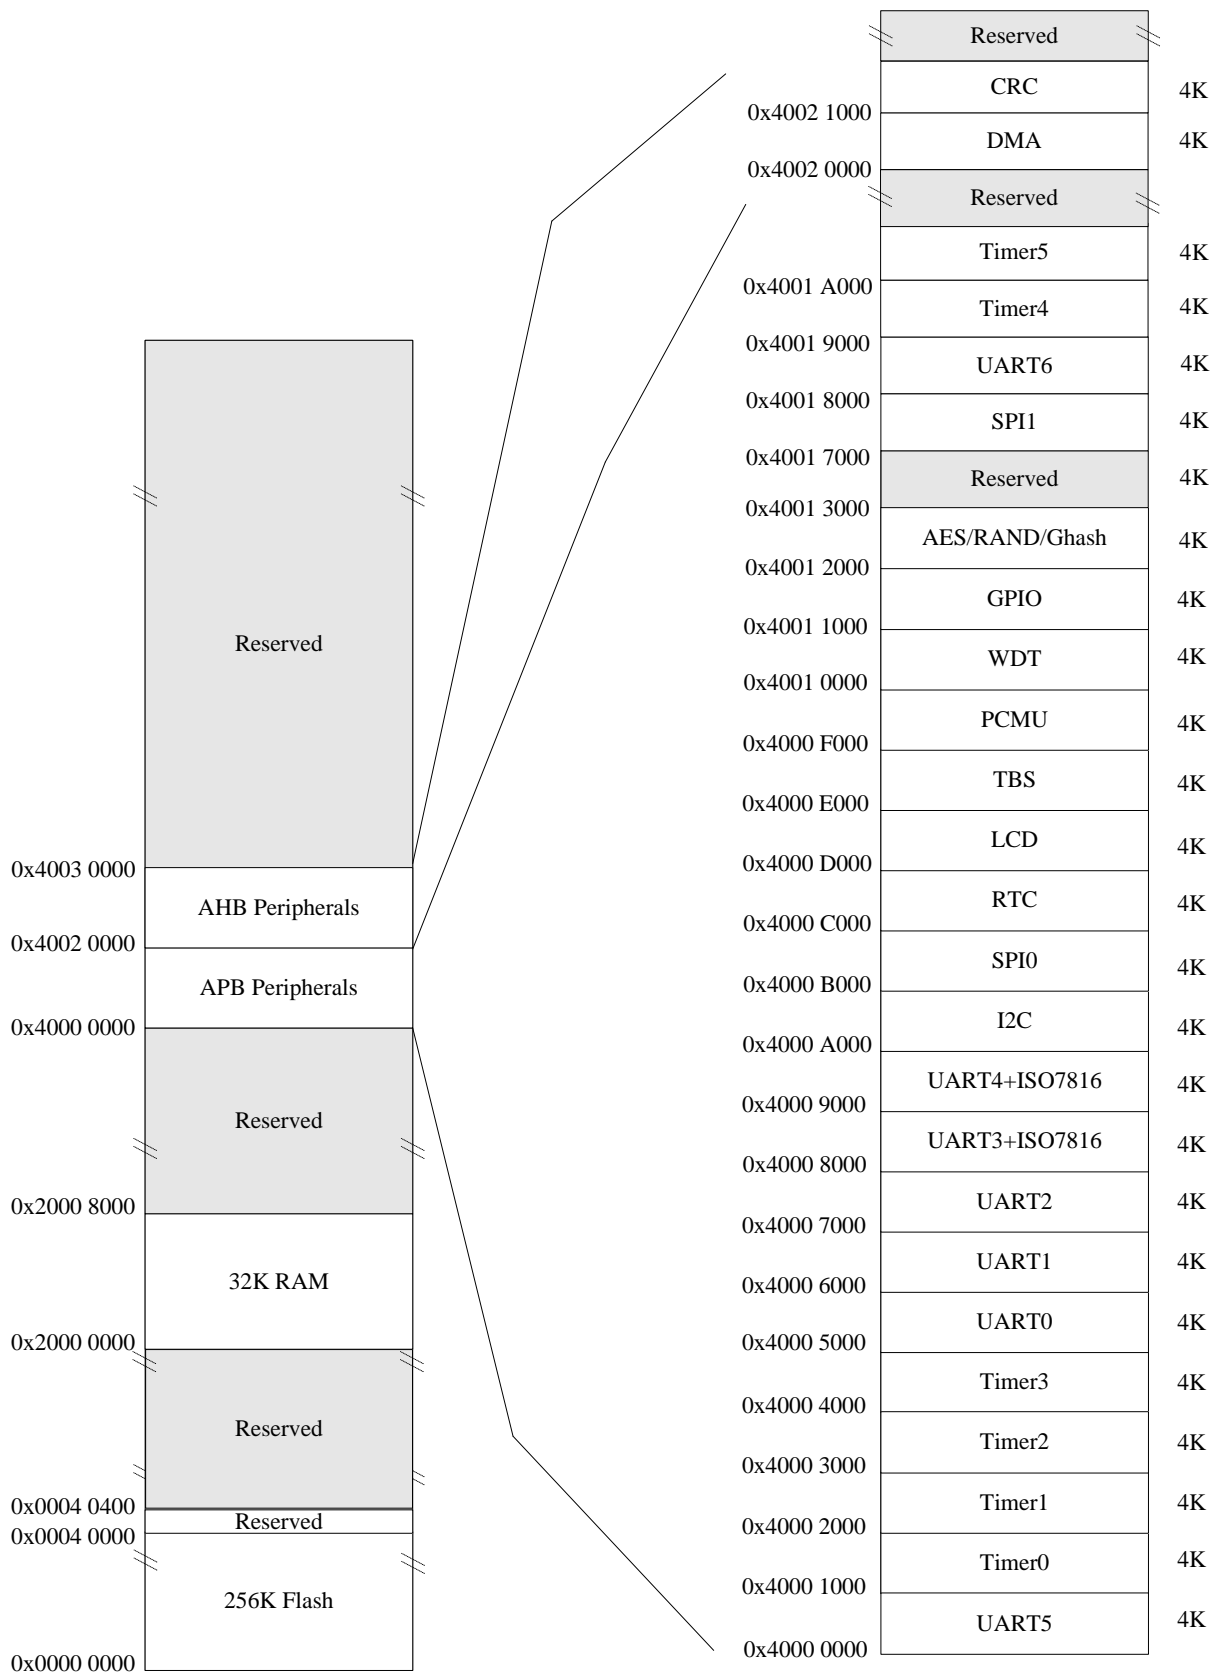 Reserved
0x4003 0000
AHB Peripherals
0x4002 0000
APB Peripherals
0x4000 0000
Reserved
0x2000 8000
32K RAM
0x2000 0000
Reserved
0x0004 0400
Reserved
0x0004 0000
256K Flash
0x0000 0000
Reserved
CRC 4K
0x4002 1000
DMA 4K
0x4002 0000
Reserved
Timer5 4K
0x4001 A000
Timer4 4K
0x4001 9000
UART6 4K
0x4001 8000
SPI1 4K
0x4001 7000
Reserved 4K
0x4001 3000
AES/RAND/Ghash 4K
0x4001 2000
GPIO 4K
0x4001 1000
WDT 4K
0x4001 0000
PCMU 4K
0x4000 F000
TBS 4K
0x4000 E000
LCD 4K
0x4000 D000
RTC 4K
0x4000 C000
SPI0 4K
0x4000 B000
I2C 4K
0x4000 A000
UART4+ISO7816 4K
0x4000 9000
UART3+ISO7816 4K
0x4000 8000
UART2 4K
0x4000 7000
UART1 4K
0x4000 6000
UART0 4K
0x4000 5000
Timer3 4K
0x4000 4000
Timer2 4K
0x4000 3000
Timer1 4K
0x4000 2000
Timer0 4K
0x4000 1000
UART5 4K
0x4000 0000